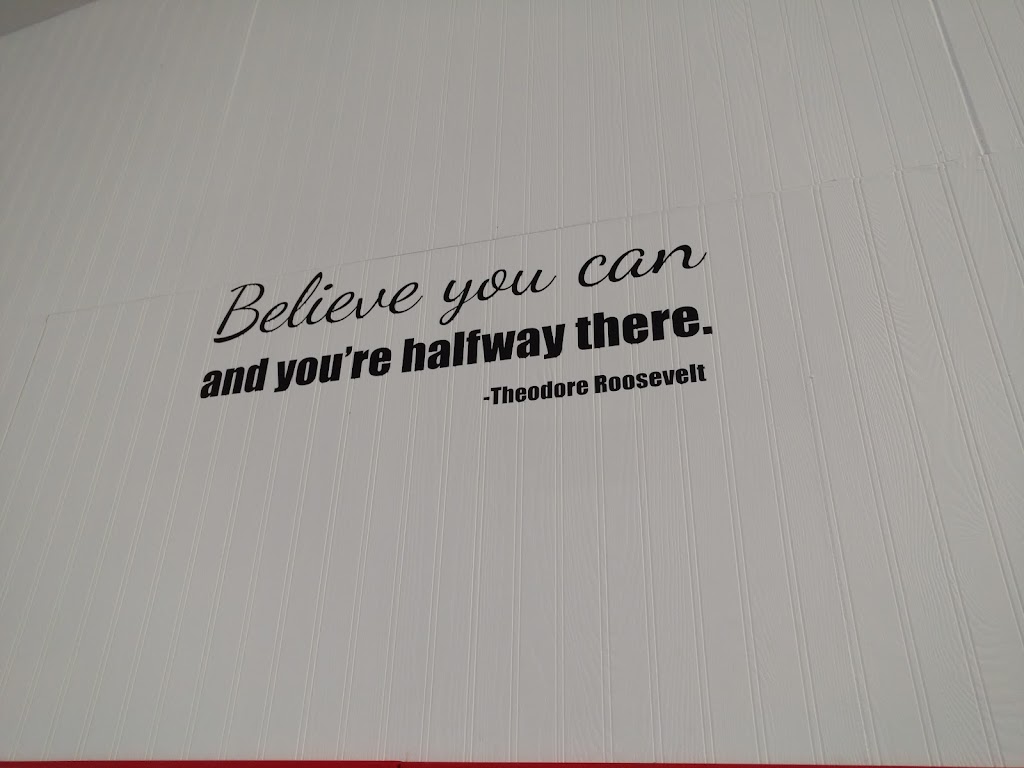 Believe you can
and you're halfway there.
-Theodore Roosevelt